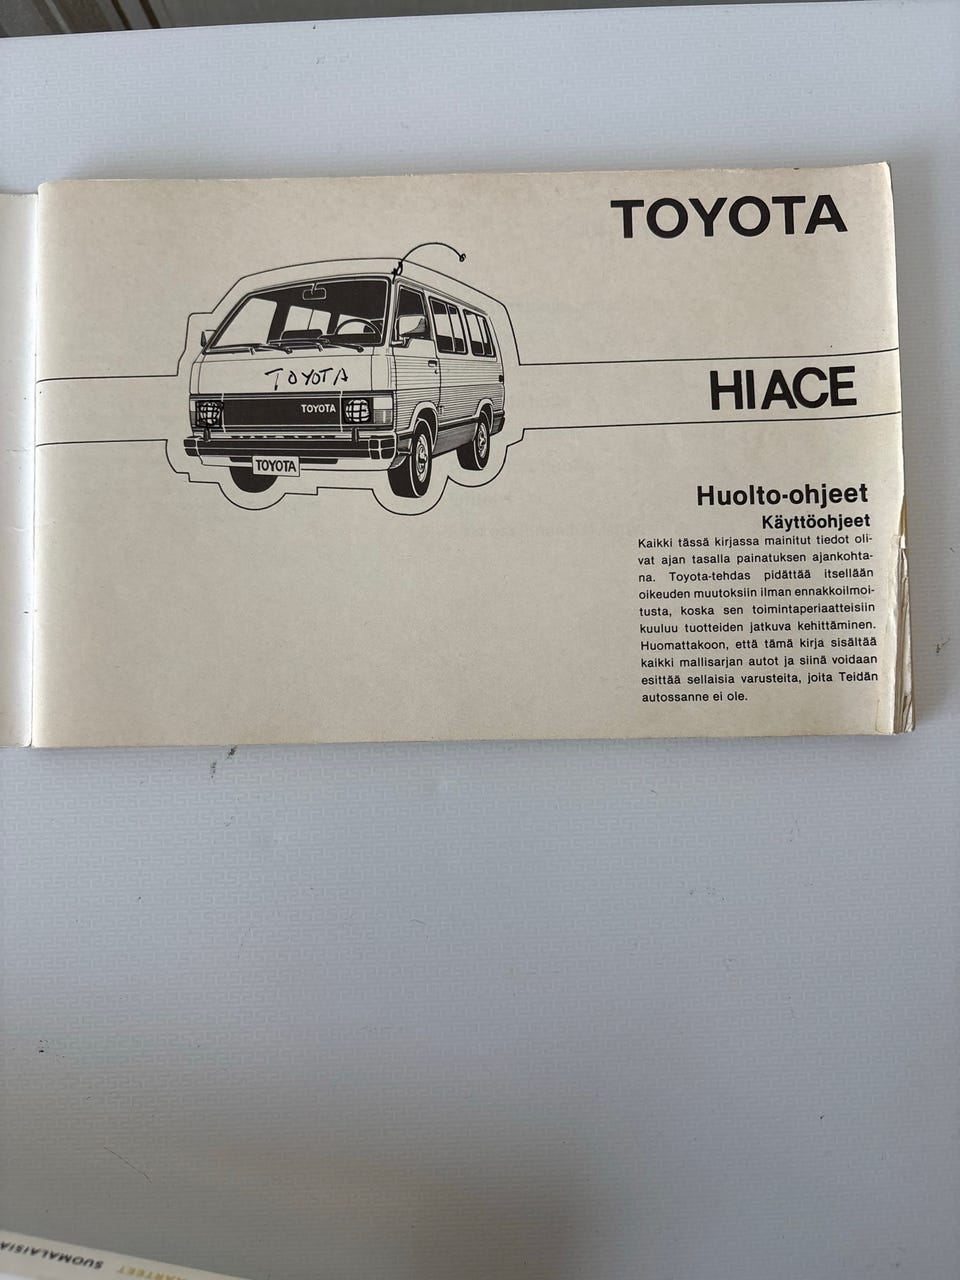 TOYOTA
TOYOTA
TOYOTA
TOYOTA
HIACE
Huolto-ohjeet
Käyttöohjeet
Kaikki tässä kirjassa mainitut tiedot oli-
vat ajan tasalla painatuksen ajankohta-
na. Toyota-tehdas pidättää itsellään
oikeuden muutoksiin ilman ennakkoilmoi-
tusta, koska sen toimintaperiaatteisiin
kuuluu tuotteiden jatkuva kehittäminen.
Huomattakoon, että tämä kirja sisältää
kaikki mallisarjan autot ja siinä voidaan
esittää sellaisia varusteita, joita Teidän
autossanne ei ole.
SUOMALAISIA